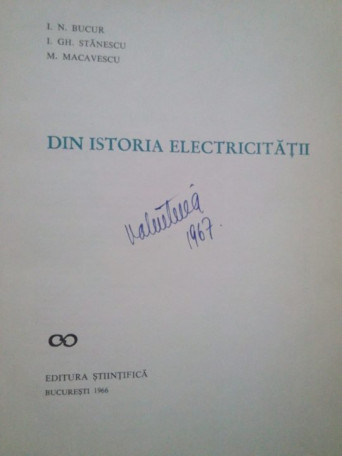 I. N. BUCUR
I. GH. STĂNESCU
M. MACAVESCU
DIN ISTORIA ELECTRICITĂȚII
1967.
EDITURA ȘTIINȚIFICĂ
BUCUREȘTI 1966